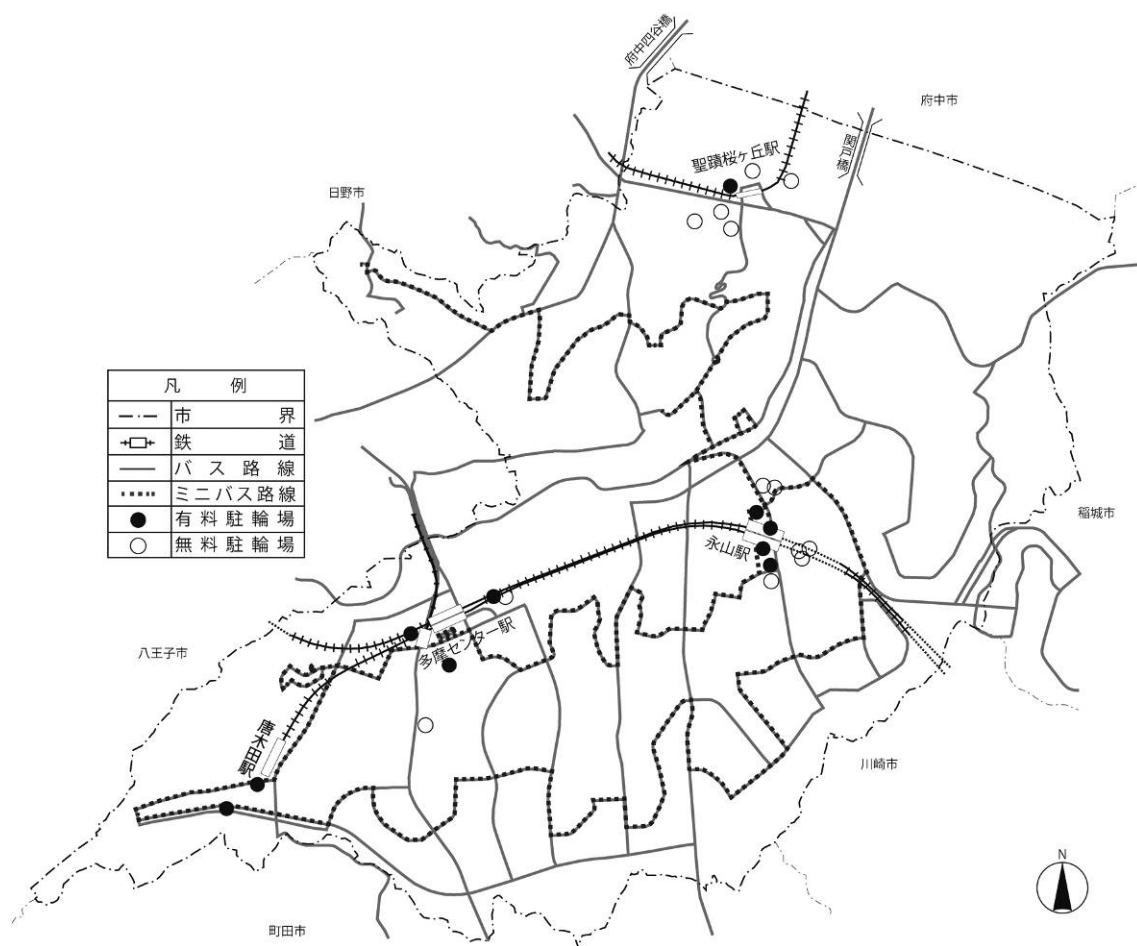 府中四谷橋
府中市
関戸橋
聖蹟桜ヶ丘駅
日野市
凡 例
市 界
鉄 道
バ ス 路 線
ミニバス路線
有 料 駐 輪 場
無 料 駐 輪 場
稲城市
永山駅
多摩センター駅
八王子市
唐木田駅
川崎市
町田市
N